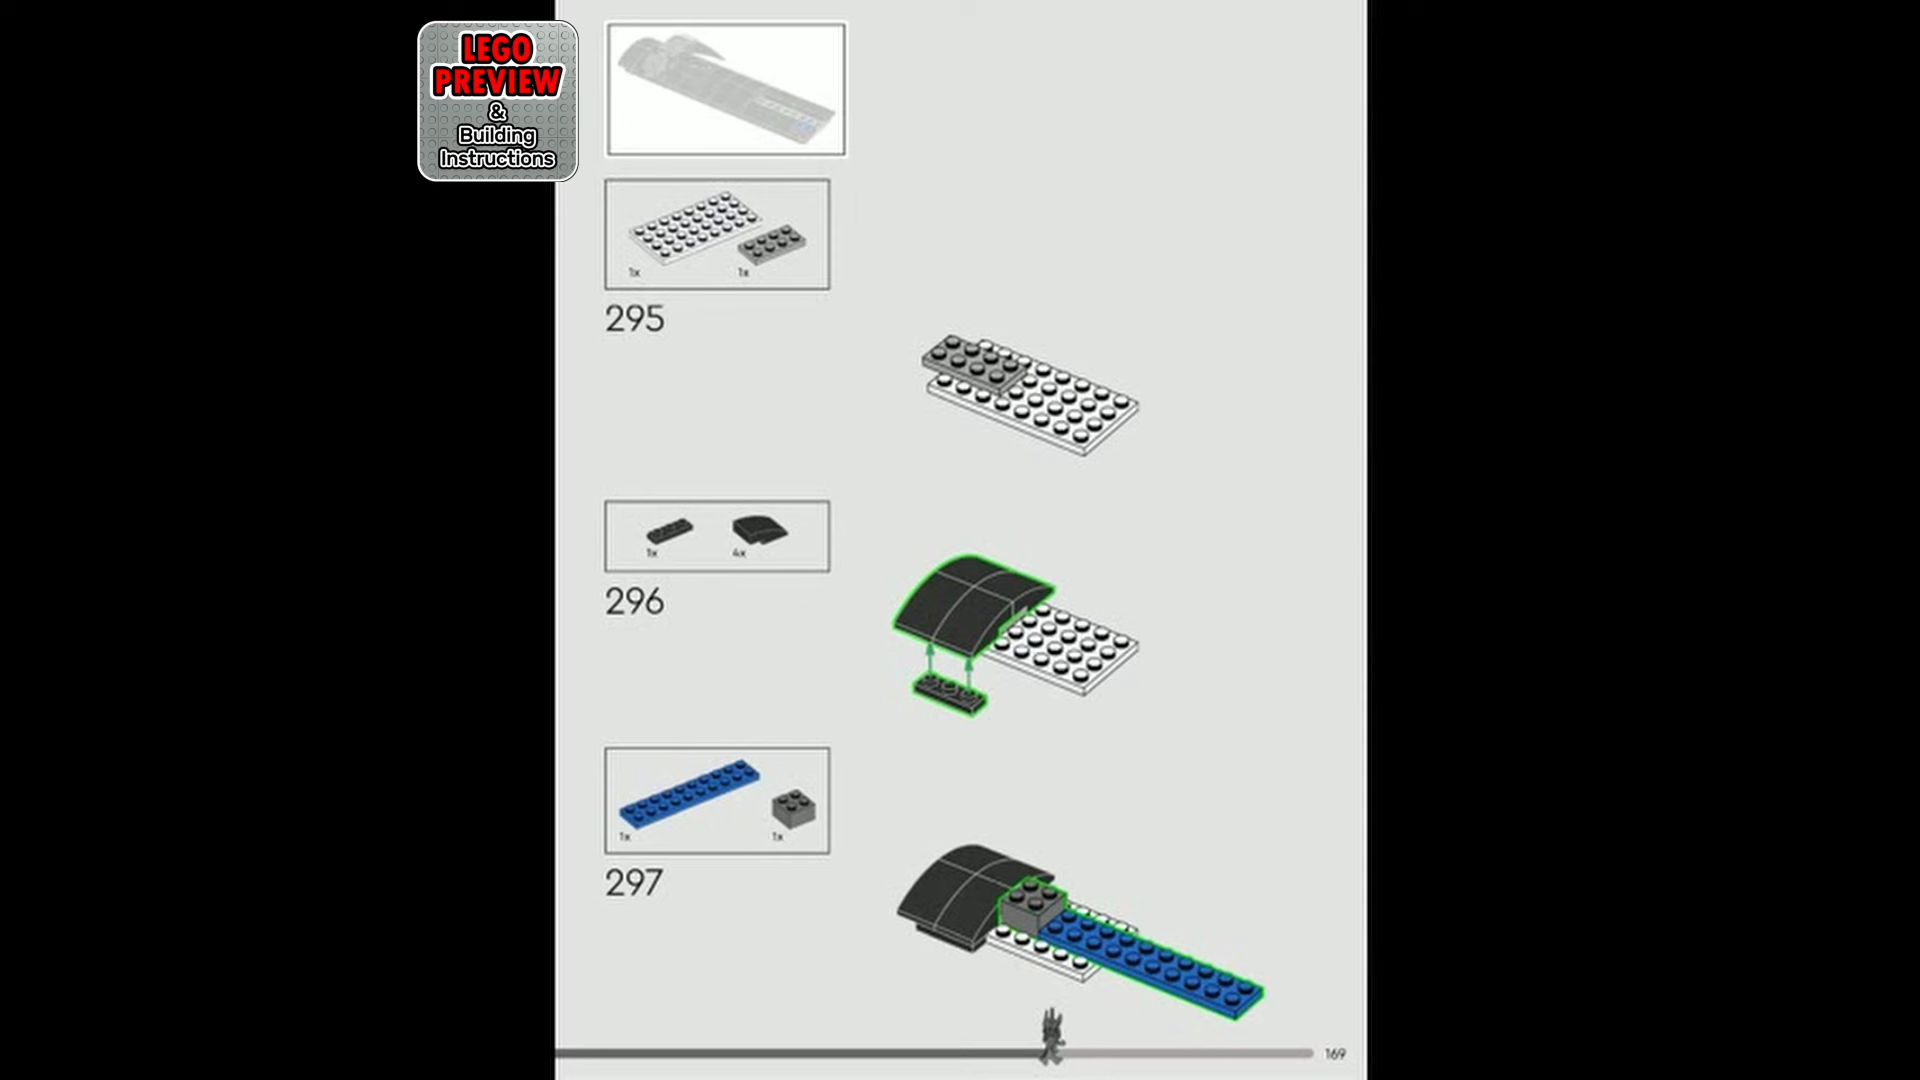 LEGO
PREVIEW
&
Building
Instructions
1x
1x
295
1x
4x
296
1x
1x
297
169